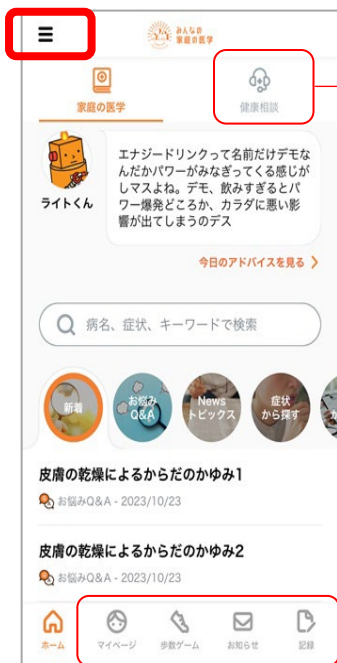 みんなの
家庭の医学
家庭の医学
健康相談
エナジードリンクって名前だけデモな
んだかパワーがみなぎってくる感じが
しマスよね。デモ、飲みすぎるとパ
ワー爆発どころか、カラダに悪い影
響が出てしまうのデス
ライトくん
今日のアドバイスを見る
病名、症状、キーワードで検索
新着
お悩み
Q&A
News
トピックス
症状
から探す
か
皮膚の乾燥によるからだのかゆみ1
お悩みQ&A - 2023/10/23
皮膚の乾燥によるからだのかゆみ2
お悩みQ&A - 2023/10/23
ホーム
マイページ
歩数ゲーム
お知らせ
記録